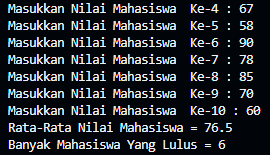 Masukkan Nilai Mahasiswa  Ke-4 : 67
Masukkan Nilai Mahasiswa  Ke-5 : 58
Masukkan Nilai Mahasiswa  Ke-6 : 90
Masukkan Nilai Mahasiswa  Ke-7 : 78
Masukkan Nilai Mahasiswa  Ke-8 : 85
Masukkan Nilai Mahasiswa  Ke-9 : 70
Masukkan Nilai Mahasiswa  Ke-10 : 60
Rata-Rata Nilai Mahasiswa = 76.5
Banyak Mahasiswa Yang Lulus = 6